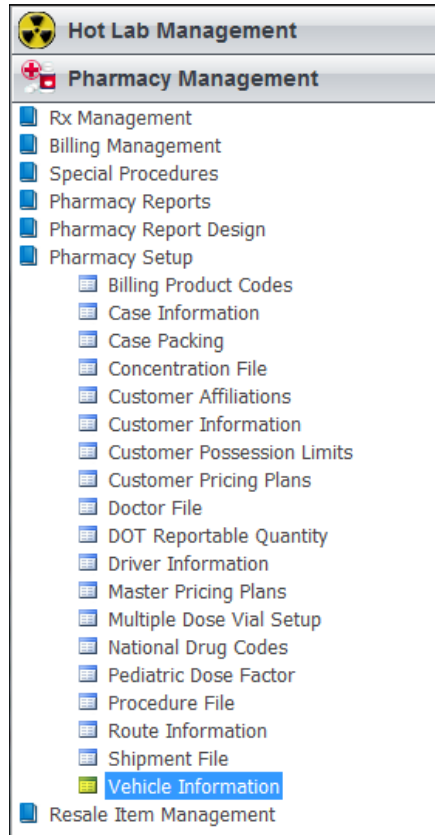 Hot Lab Management
Pharmacy Management
Rx Management
Billing Management
Special Procedures
Pharmacy Reports
Pharmacy Report Design
Pharmacy Setup
Billing Product Codes
Case Information
Case Packing
Concentration File
Customer Affiliations
Customer Information
Customer Possession Limits
Customer Pricing Plans
Doctor File
DOT Reportable Quantity
Driver Information
Master Pricing Plans
Multiple Dose Vial Setup
National Drug Codes
Pediatric Dose Factor
Procedure File
Route Information
Shipment File
Vehicle Information
Resale Item Management